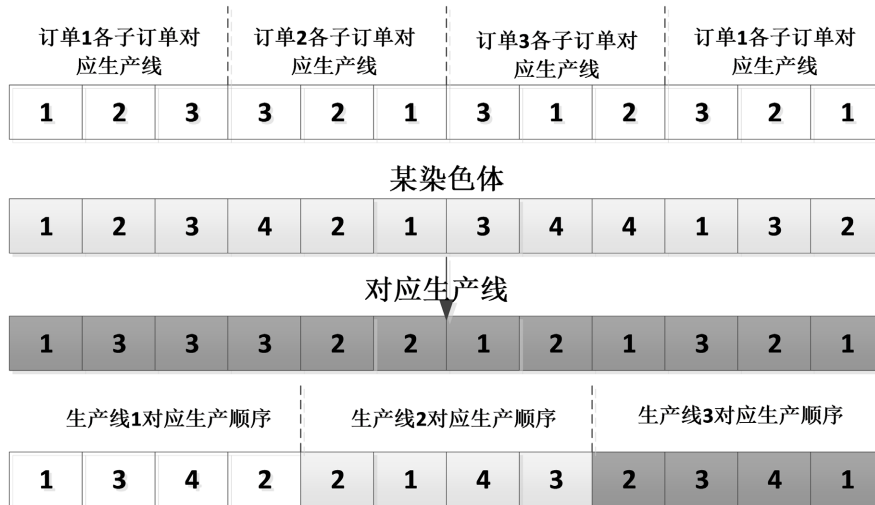 订单1各子订单对 订单2各子订单对 订单3各子订单对 订单1各子订单对
应生产线 应生产线 应生产线 应生产线
1 2 3 3 2 1 3 1 2 3 2 1
某染色体
1 2 3 4 2 1 3 4 4 1 3 2
对应生产线
1 3 3 3 2 2 1 2 1 3 2 1
生产线1对应生产顺序 生产线2对应生产顺序 生产线3对应生产顺序
1 3 4 2 2 1 4 3 2 3 4 1